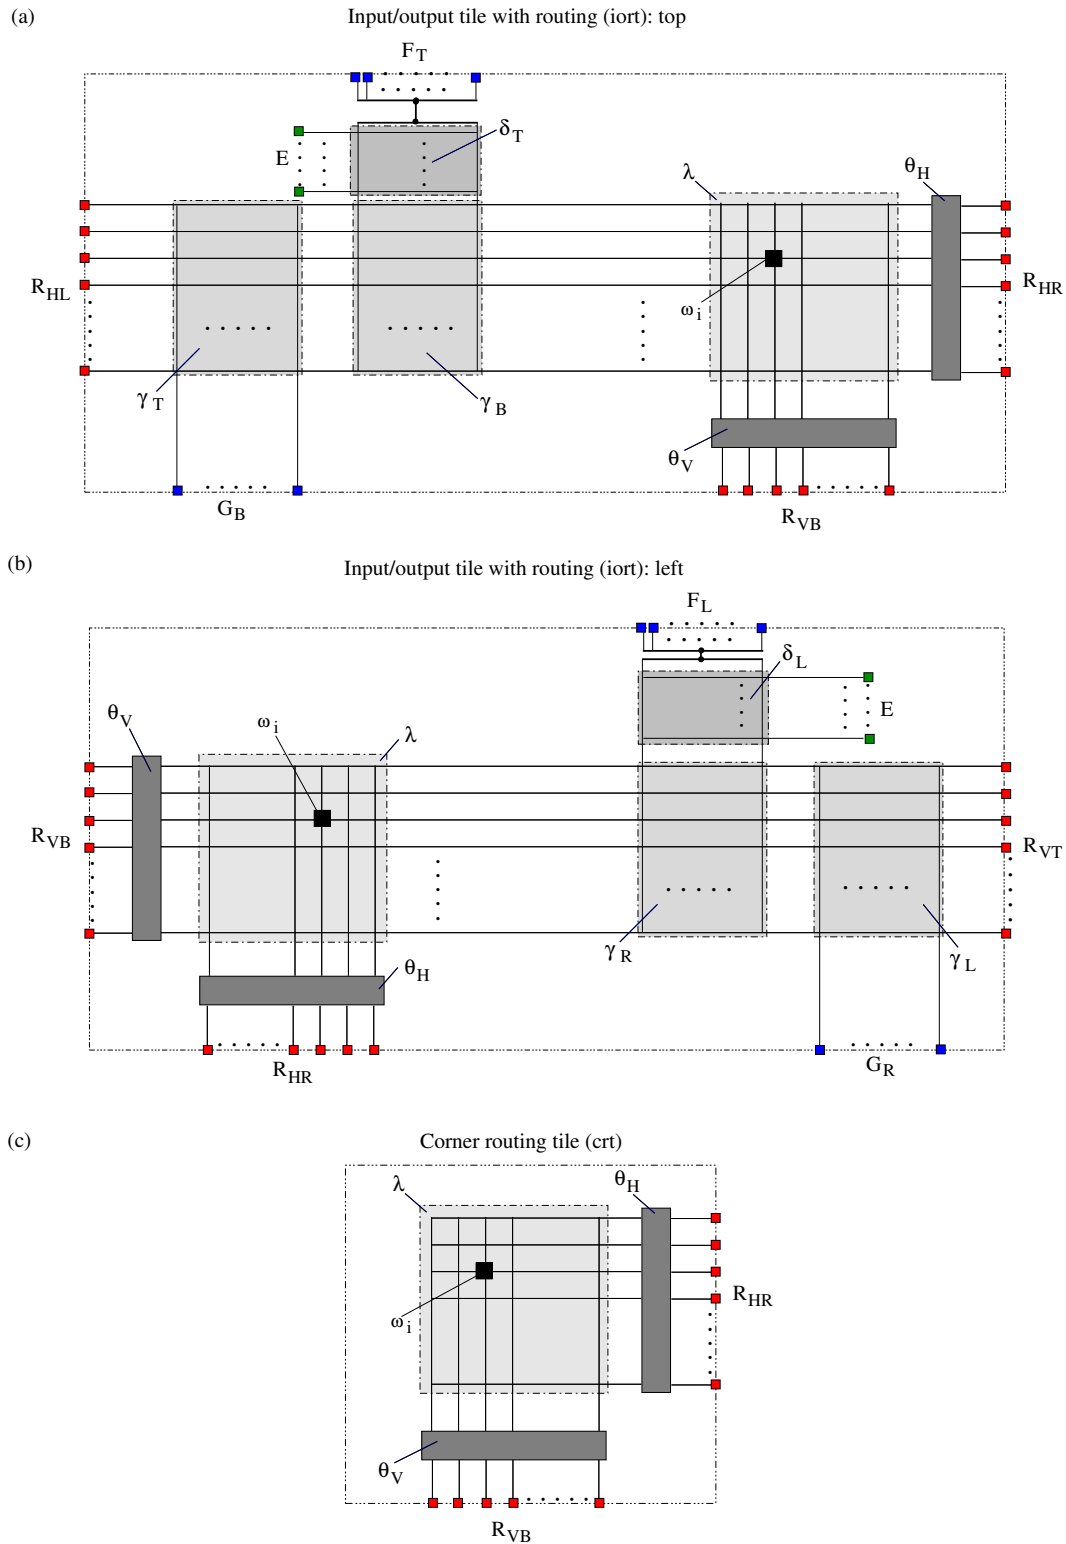 (a)
Input/output tile with routing (iort): top
F_T
δ_T
E
λ
θ_H
R_HL
R_HR
ω_i
γ_T
γ_B
θ_V
G_B
R_VB
(b)
Input/output tile with routing (iort): left
F_L
δ_L
θ_V
ω_i
λ
E
R_VB
R_VT
γ_R
γ_L
θ_H
R_HR
G_R
(c)
Corner routing tile (crt)
λ
θ_H
R_HR
ω_i
θ_V
R_VB